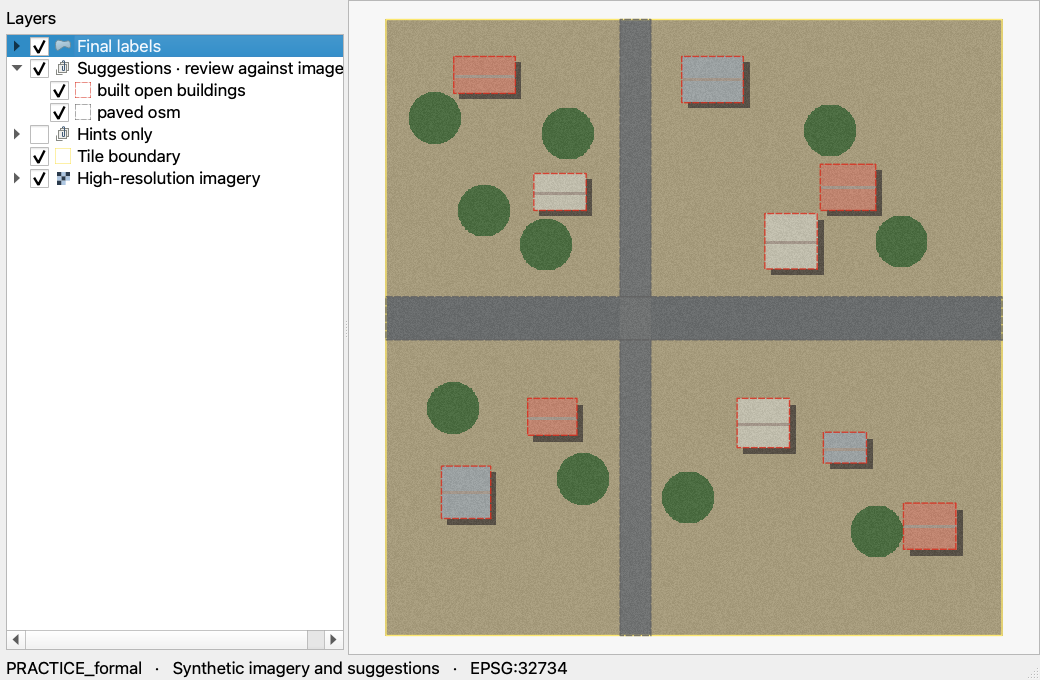 Layers
Final labels
Suggestions · review against image
built open buildings
paved osm
Hints only
Tile boundary
High-resolution imagery
PRACTICE_formal · Synthetic imagery and suggestions · EPSG:32734